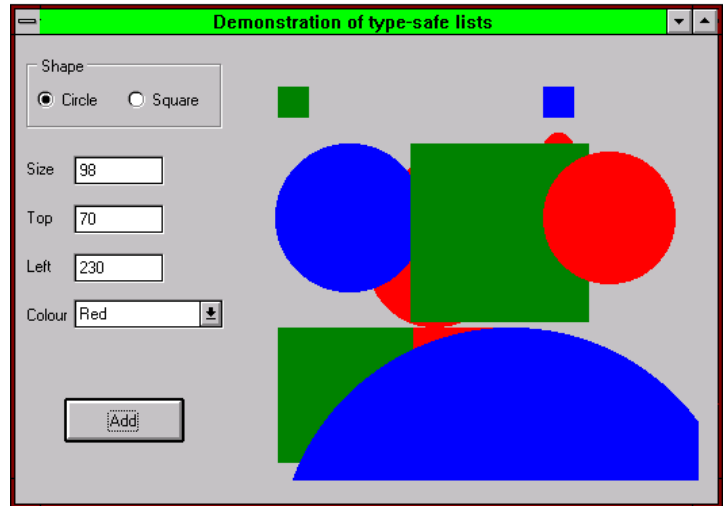 Demonstration of type-safe lists
Shape
Circle Square
Size 98
Top 70
Left 230
Colour Red
Add